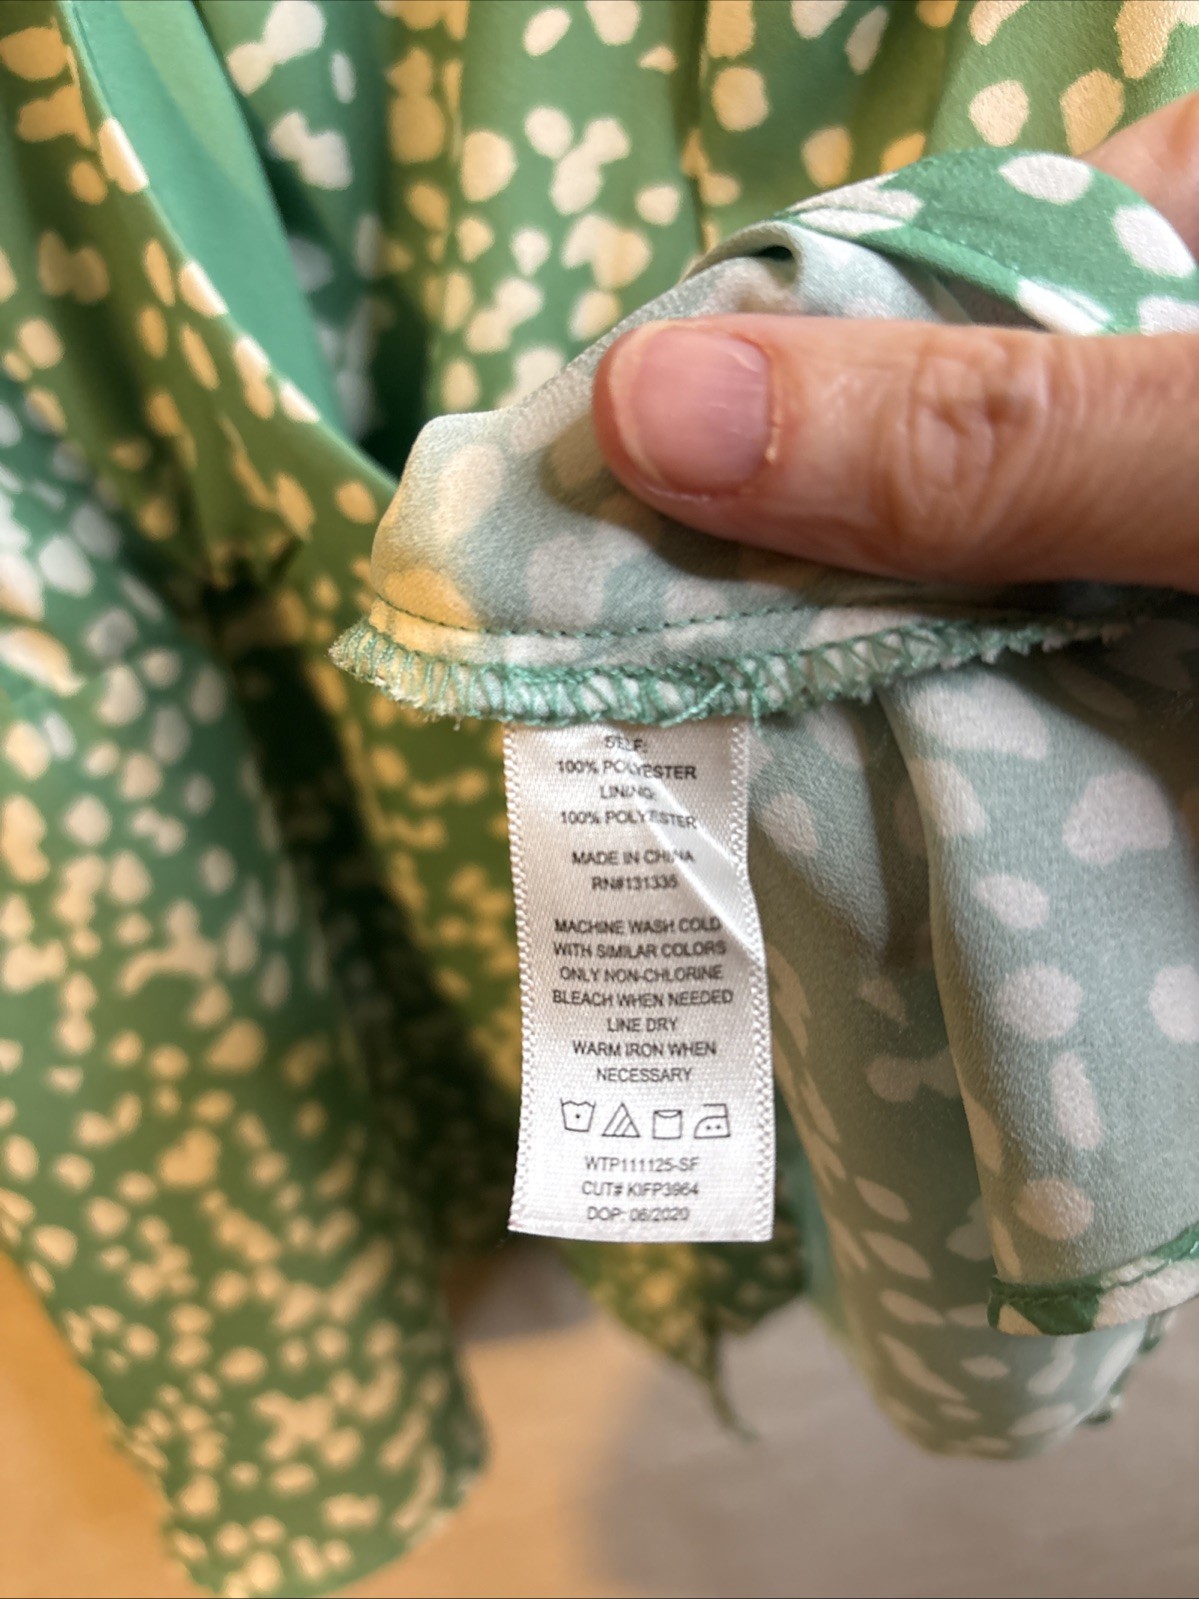 SELF:
100% POLYESTER
LINING:
100% POLYESTER
MADE IN CHINA
RN#131335
MACHINE WASH COLD
WITH SIMILAR COLORS
ONLY NON-CHLORINE
BLEACH WHEN NEEDED
LINE DRY
WARM IRON WHEN
NECESSARY
WTP111125-SF
CUT# KIFP3964
DOP: 06/2020